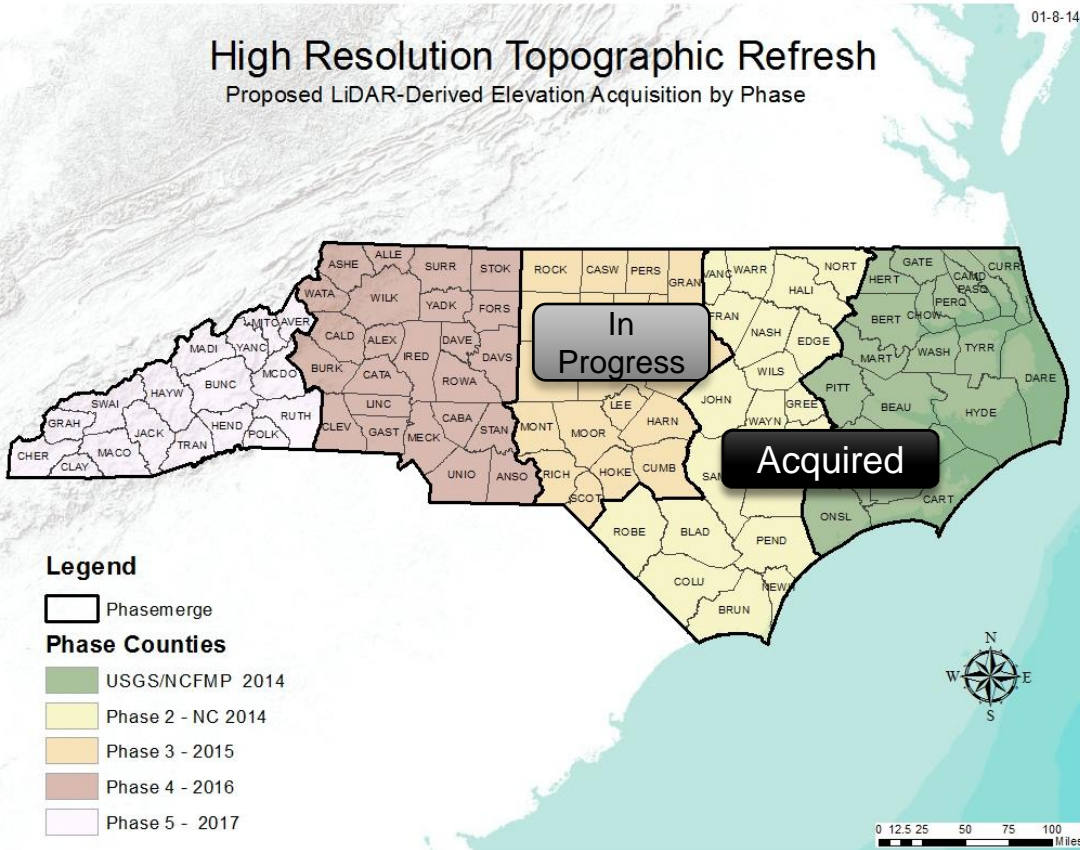 01-8-14
High Resolution Topographic Refresh
Proposed LiDAR-Derived Elevation Acquisition by Phase
ASHE ALLE SURR STOK ROCK CASW PERS GRAN VANC WARR NORT HERT GATE CAMD CURR
PASQ
WATA WILK YADK FORS HALI PERQ
MITC AVER FRAN BERT CHOW
CALD ALEX DAVE NASH EDGE
In
Progress
MADI YANC IRED DAVS MART WASH TYRR
BURK CATA WILS
MCDO DARE
BUNC ROWA PITT
HAYW
SWAI LINC LEE JOHN GREE BEAU HYDE
GRAH RUTH CABA HARN WAYN
HEND CLEV GAST MECK STAN MONT MOOR
JACK POLK
TRAN
MACO
CHER CLAY
Acquired
UNIO ANSO RICH HOKE CUMB
SCOT CART
ONSL
ROBE BLAD PEND
COLU
BRUN
Legend
Phasemerge
Phase Counties
USGS/NCFMP 2014
Phase 2 - NC 2014
Phase 3 - 2015
Phase 4 - 2016
Phase 5 - 2017
N
W E
S
0 12.5 25 50 75 100
Miles